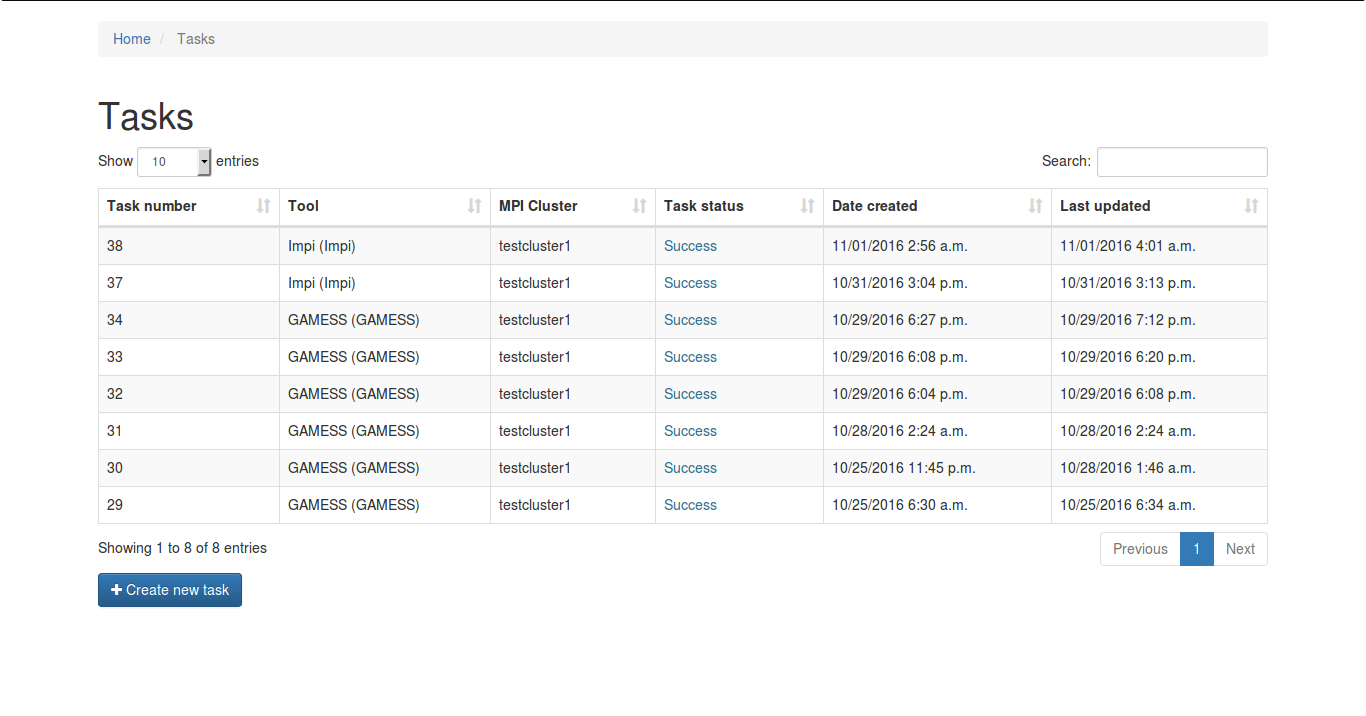 Home / Tasks
Tasks
Show 10 entries Search:
Task number Tool MPI Cluster Task status Date created Last updated
38 Impi (Impi) testcluster1 Success 11/01/2016 2:56 a.m. 11/01/2016 4:01 a.m.
37 Impi (Impi) testcluster1 Success 10/31/2016 3:04 p.m. 10/31/2016 3:13 p.m.
34 GAMESS (GAMESS) testcluster1 Success 10/29/2016 6:27 p.m. 10/29/2016 7:12 p.m.
33 GAMESS (GAMESS) testcluster1 Success 10/29/2016 6:08 p.m. 10/29/2016 6:20 p.m.
32 GAMESS (GAMESS) testcluster1 Success 10/29/2016 6:04 p.m. 10/29/2016 6:08 p.m.
31 GAMESS (GAMESS) testcluster1 Success 10/28/2016 2:24 a.m. 10/28/2016 2:24 a.m.
30 GAMESS (GAMESS) testcluster1 Success 10/25/2016 11:45 p.m. 10/28/2016 1:46 a.m.
29 GAMESS (GAMESS) testcluster1 Success 10/25/2016 6:30 a.m. 10/25/2016 6:34 a.m.
Showing 1 to 8 of 8 entries Previous 1 Next
+ Create new task